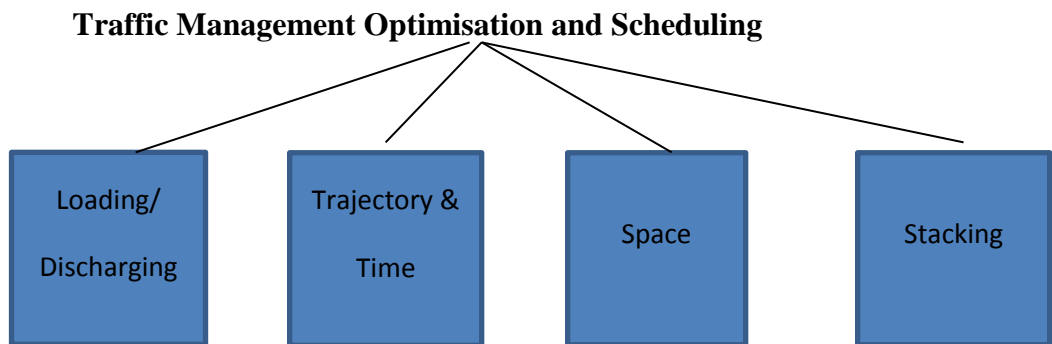 Traffic Management Optimisation and Scheduling
Loading/
Discharging
Trajectory &
Time
Space
Stacking